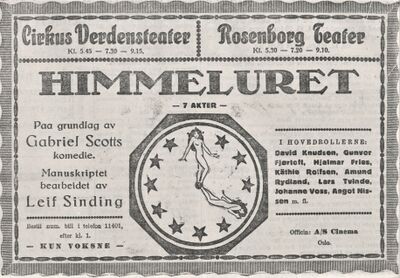 Cirkus Verdensteater
Kl. 5.45 — 7.30 — 9.15.
Rosenborg Teater
Kl. 5.30 — 7.20 — 9.10.
HIMMELURET
— 7 AKTER —
Paa grundlag av
Gabriel Scotts
komedie.
Manuskriptet
bearbeidet av
Leif Sinding
Bestil num. bill. i telefon 11401,
efter kl. 1.
— KUN VOKSNE —
I HOVEDROLLERNE:
David Knudsen, Gunvor
Fjørtoft, Hjalmar Fries,
Käthie Rolfsen, Amund
Rydland, Lars Tvinde,
Johanne Voss, Aagot Nis-
sen m. fl.
Officin: A/S Cinema
Oslo.